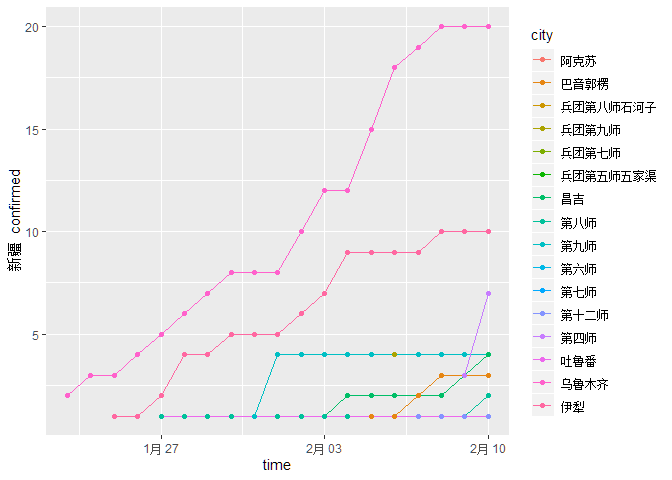 20
15
10
5
新疆 confirmed
1月 27
2月 03
2月 10
time
city
阿克苏
巴音郭楞
兵团第八师石河子
兵团第九师
兵团第七师
兵团第五师五家渠
昌吉
第八师
第九师
第六师
第七师
第十二师
第四师
吐鲁番
乌鲁木齐
伊犁